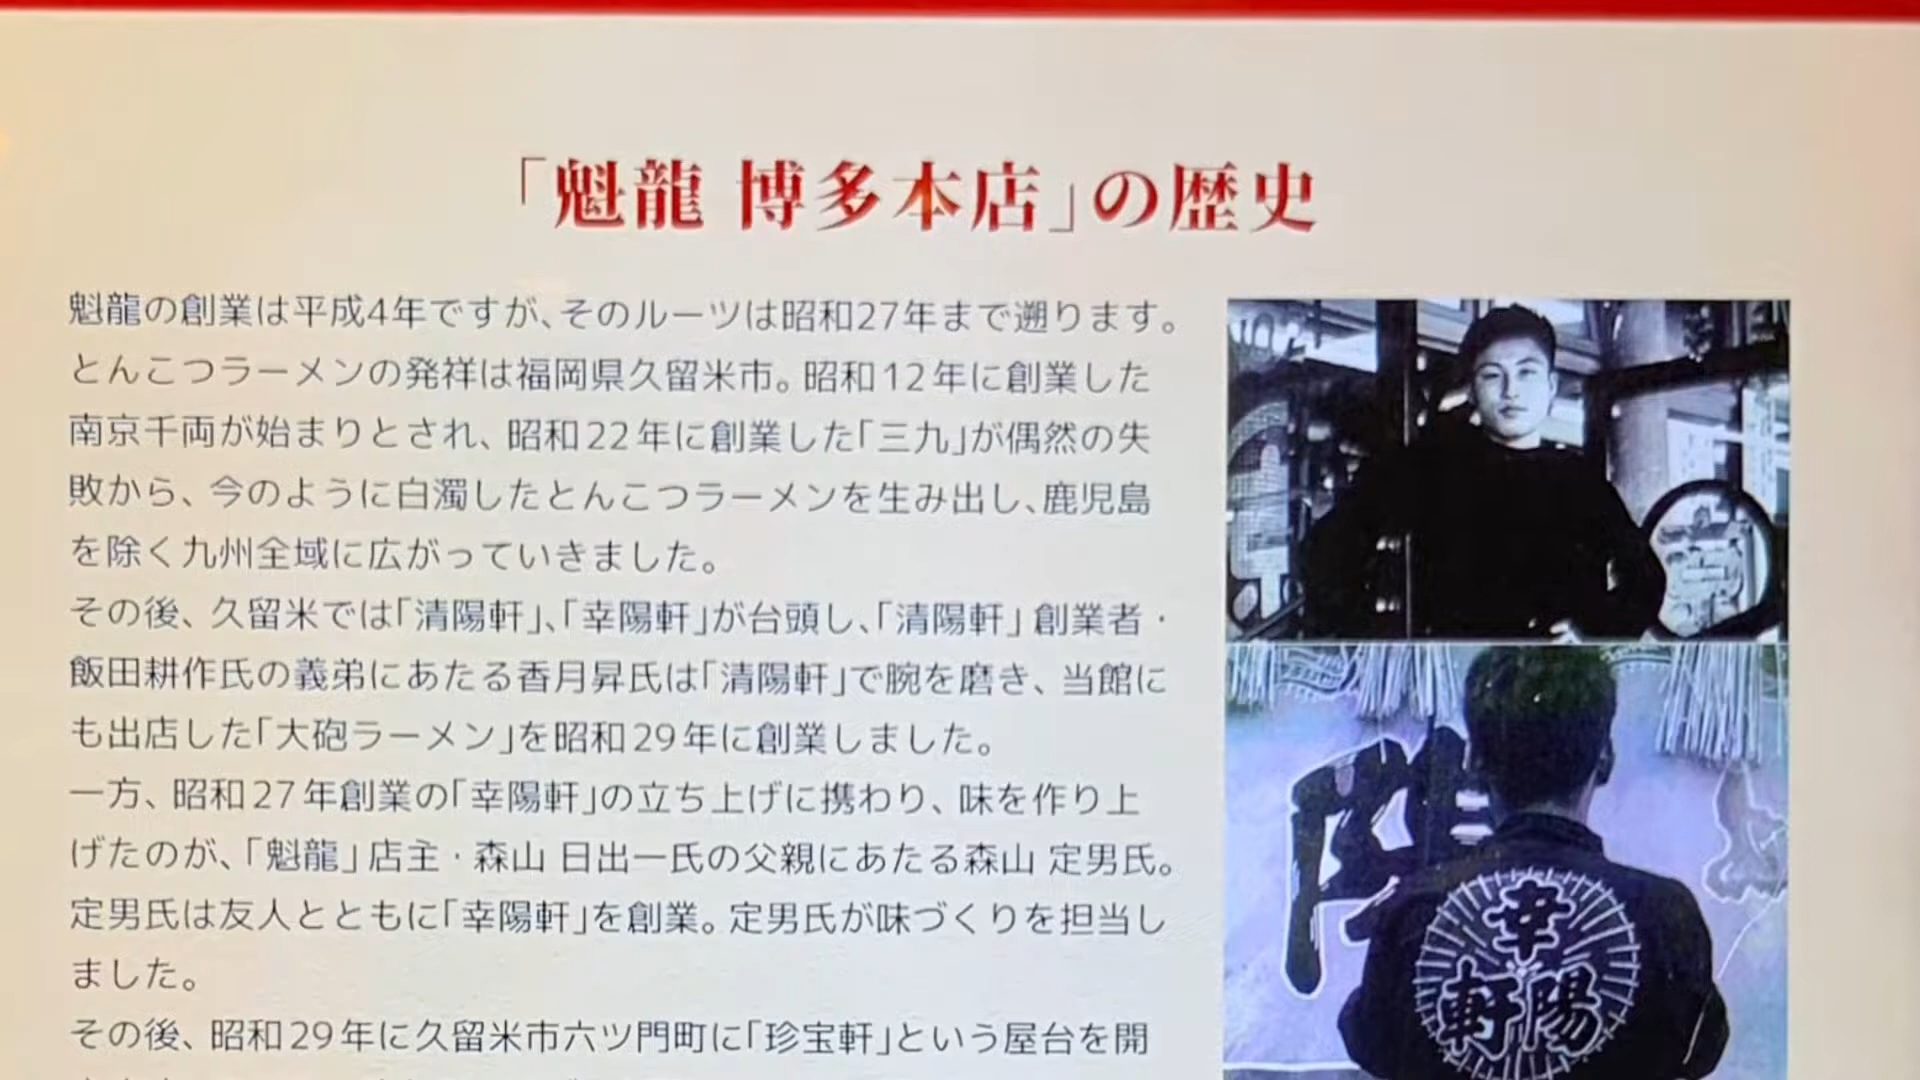 「魁龍 博多本店」の歴史
魁龍の創業は平成4年ですが、そのルーツは昭和27年まで遡ります。
とんこつラーメンの発祥は福岡県久留米市。昭和12年に創業した
南京千両が始まりとされ、昭和22年に創業した「三九」が偶然の失
敗から、今のように白濁したとんこつラーメンを生み出し、鹿児島
を除く九州全域に広がっていきました。
その後、久留米では「清陽軒」、「幸陽軒」が台頭し、「清陽軒」創業者・
飯田耕作氏の義弟にあたる香月昇氏は「清陽軒」で腕を磨き、当館に
も出店した「大砲ラーメン」を昭和29年に創業しました。
一方、昭和27年創業の「幸陽軒」の立ち上げに携わり、味を作り上
げたのが、「魁龍」店主・森山 日出一氏の父親にあたる森山 定男氏。
定男氏は友人とともに「幸陽軒」を創業。定男氏が味づくりを担当し
ました。
その後、昭和29年に久留米市六ツ門町に「珍宝軒」という屋台を開
幸
陽
軒